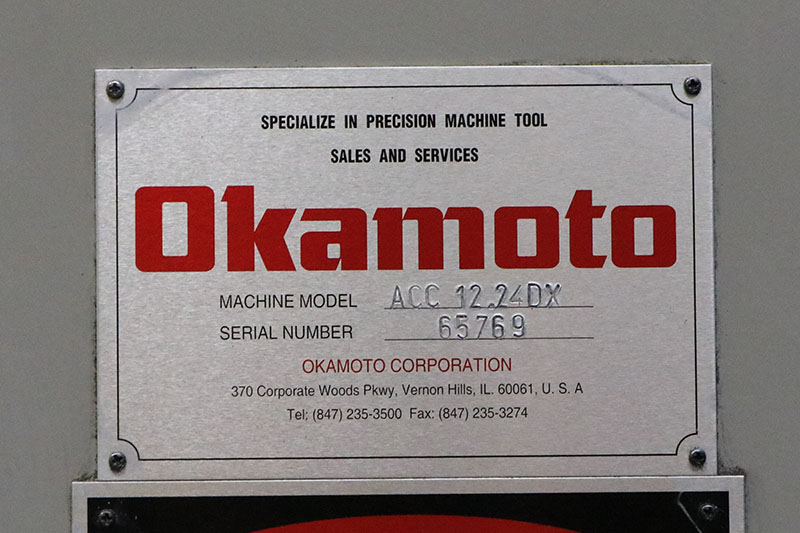 SPECIALIZE IN PRECISION MACHINE TOOL
SALES AND SERVICES
Okamoto
MACHINE MODEL ACC 12.24DX
SERIAL NUMBER 65769
OKAMOTO CORPORATION
370 Corporate Woods Pkwy, Vernon Hills, IL. 60061, U. S. A
Tel: (847) 235-3500 Fax: (847) 235-3274